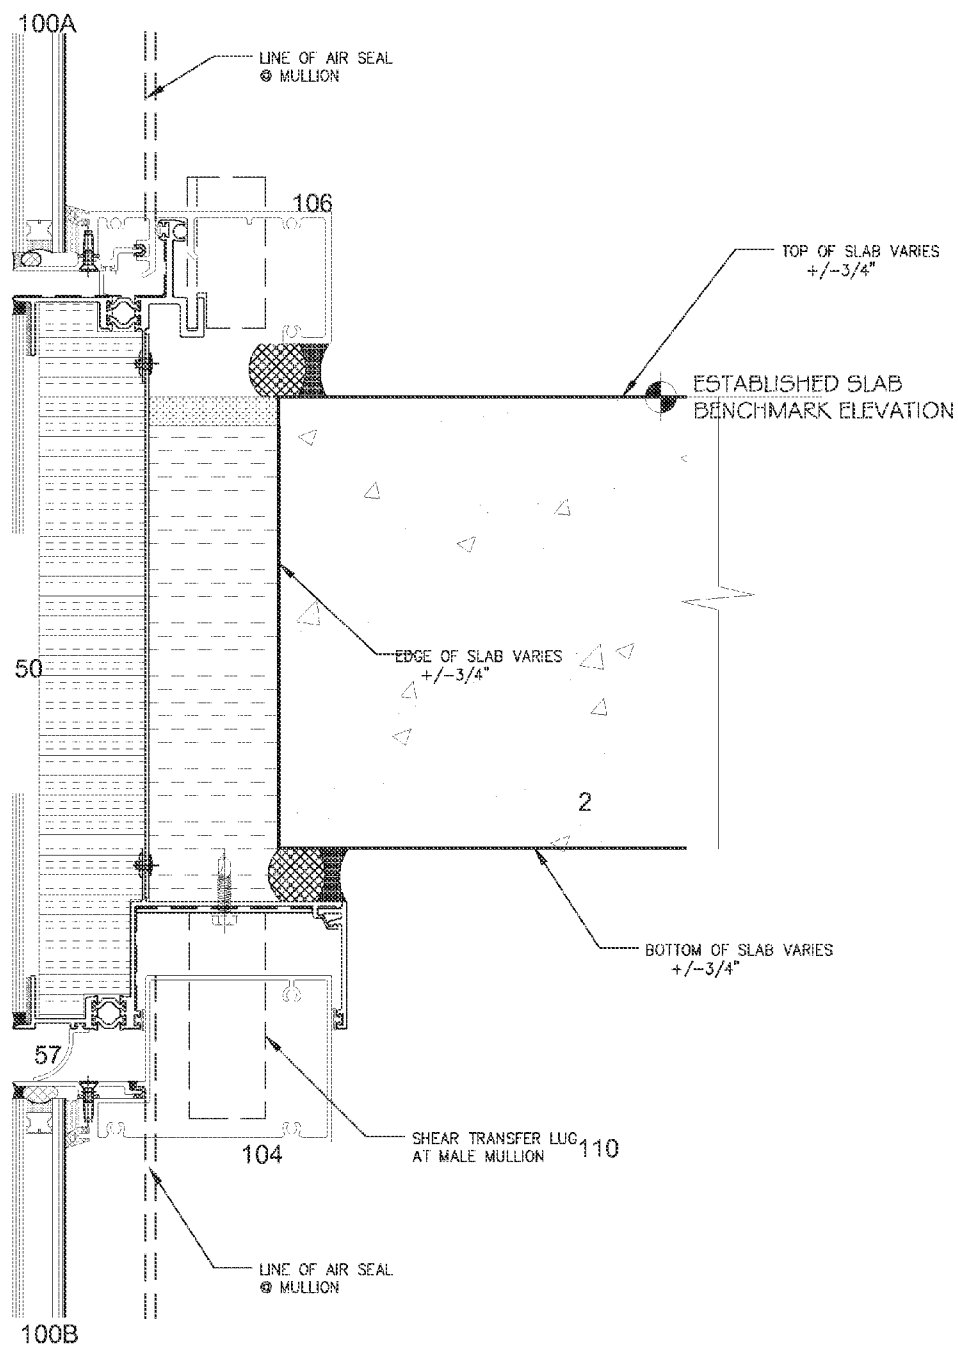 100A
LINE OF AIR SEAL
@ MULLION
106
TOP OF SLAB VARIES
+/-3/4"
ESTABLISHED SLAB
BENCHMARK ELEVATION
EDGE OF SLAB VARIES
+/-3/4"
50
2
BOTTOM OF SLAB VARIES
+/-3/4"
57
SHEAR TRANSFER LUG
AT MALE MULLION
110
104
LINE OF AIR SEAL
@ MULLION
100B